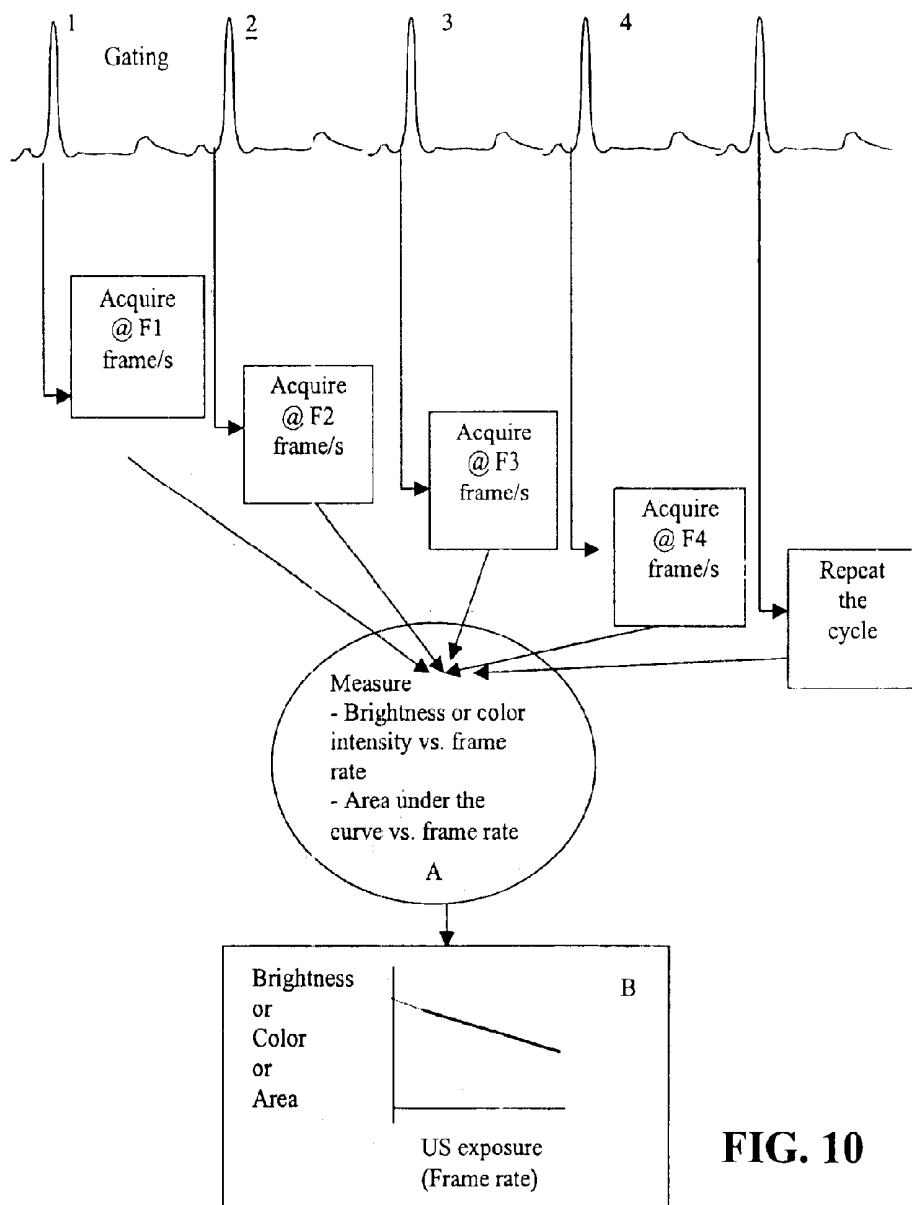 1
2
3
4
Gating
Acquire
@ F1
frame/s
Acquire
@ F2
frame/s
Acquire
@ F3
frame/s
Acquire
@ F4
frame/s
Repeat
the
cycle
Measure
- Brightness or color
intensity vs. frame
rate
- Area under the
curve vs. frame rate
A
Brightness
or
Color
or
Area
B
US exposure
(Frame rate)
FIG. 10